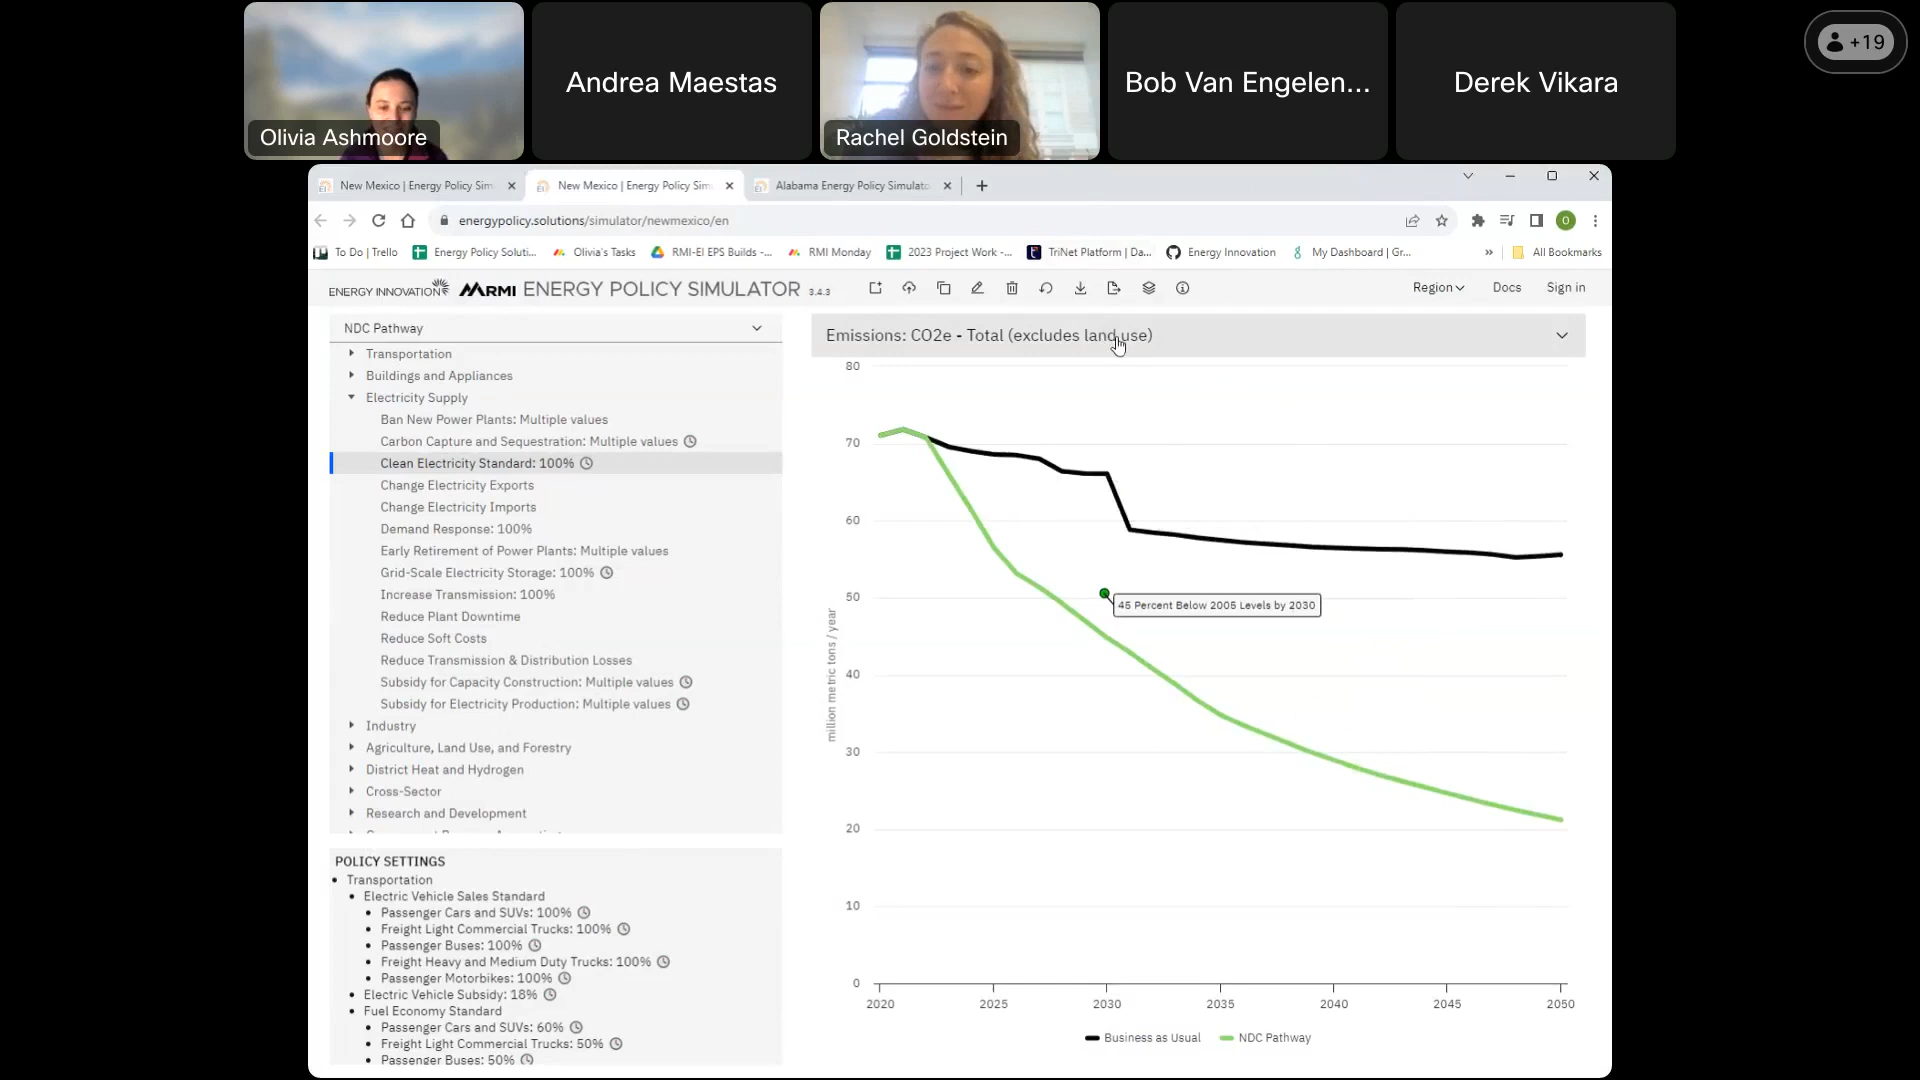 Olivia Ashmoore
Andrea Maestas
Rachel Goldstein
Bob Van Engelen...
Derek Vikara
+19
New Mexico | Energy Policy Sim
New Mexico | Energy Policy Sim
Alabama Energy Policy Simulato
energypolicy.solutions/simulator/newmexico/en
O
To Do | Trello
Energy Policy Soluti...
Olivia's Tasks
RMI-EI EPS Builds -...
RMI Monday
2023 Project Work -...
TriNet Platform | Da...
Energy Innovation
My Dashboard | Gr...
»
All Bookmarks
ENERGY INNOVATION
RMI
ENERGY POLICY SIMULATOR
3.4.3
Region
Docs
Sign in
NDC Pathway
Transportation
Buildings and Appliances
Electricity Supply
Ban New Power Plants: Multiple values
Carbon Capture and Sequestration: Multiple values
Clean Electricity Standard: 100%
Change Electricity Exports
Change Electricity Imports
Demand Response: 100%
Early Retirement of Power Plants: Multiple values
Grid-Scale Electricity Storage: 100%
Increase Transmission: 100%
Reduce Plant Downtime
Reduce Soft Costs
Reduce Transmission & Distribution Losses
Subsidy for Capacity Construction: Multiple values
Subsidy for Electricity Production: Multiple values
Industry
Agriculture, Land Use, and Forestry
District Heat and Hydrogen
Cross-Sector
Research and Development
POLICY SETTINGS
• Transportation
• Electric Vehicle Sales Standard
• Passenger Cars and SUVs: 100%
• Freight Light Commercial Trucks: 100%
• Passenger Buses: 100%
• Freight Heavy and Medium Duty Trucks: 100%
• Passenger Motorbikes: 100%
• Electric Vehicle Subsidy: 18%
• Fuel Economy Standard
• Passenger Cars and SUVs: 60%
• Freight Light Commercial Trucks: 50%
• Passenger Buses: 50%
Emissions: CO2e - Total (excludes land use)
million metric tons / year
80
70
60
50
40
30
20
10
0
45 Percent Below 2005 Levels by 2030
2020
2025
2030
2035
2040
2045
2050
Business as Usual
NDC Pathway